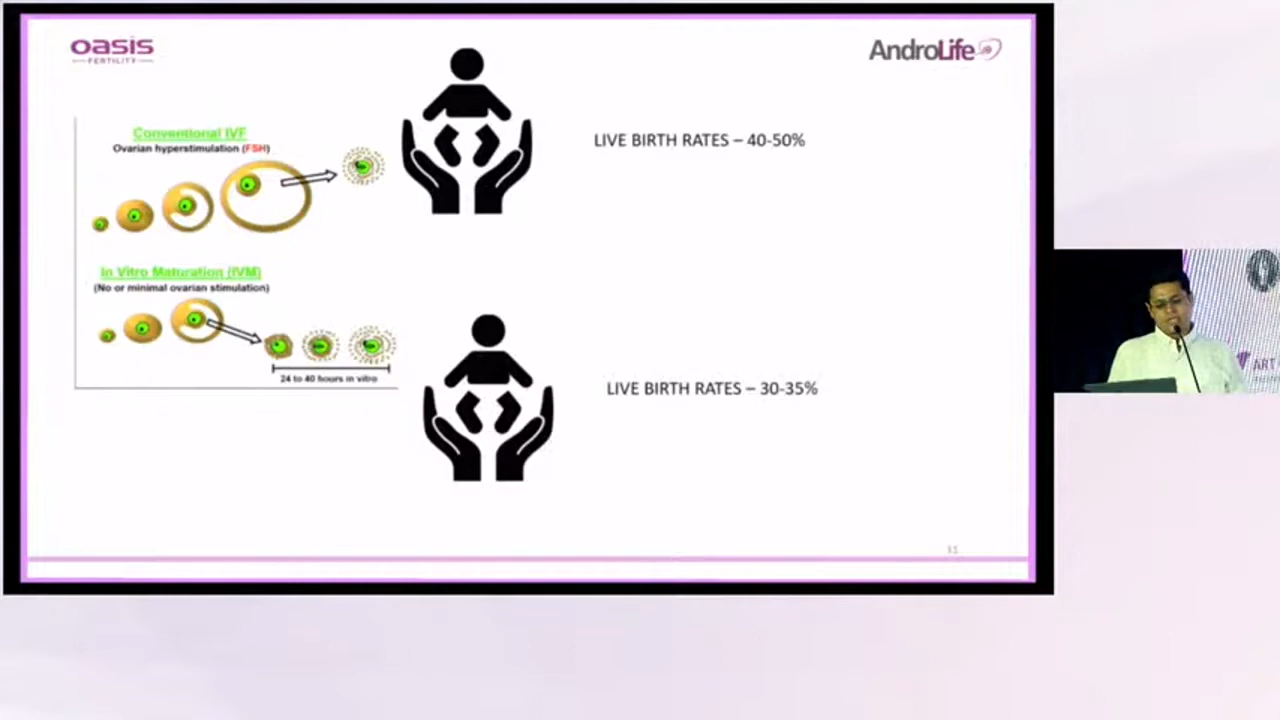 oasis
FERTILITY
AndroLife
Conventional IVF
Ovarian hyperstimulation (FSH)
LIVE BIRTH RATES – 40-50%
In Vitro Maturation (IVM)
(No or minimal ovarian stimulation)
24 to 40 hours in vitro
LIVE BIRTH RATES – 30-35%
ART